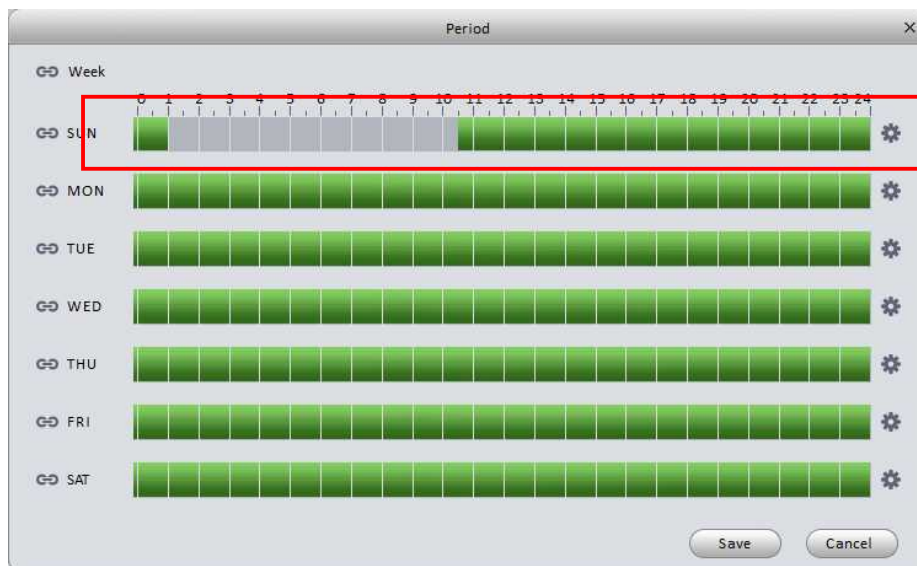 Period
Week
0 1 2 3 4 5 6 7 8 9 10 11 12 13 14 15 16 17 18 19 20 21 22 23 24
SUN
MON
TUE
WED
THU
FRI
SAT
Save Cancel